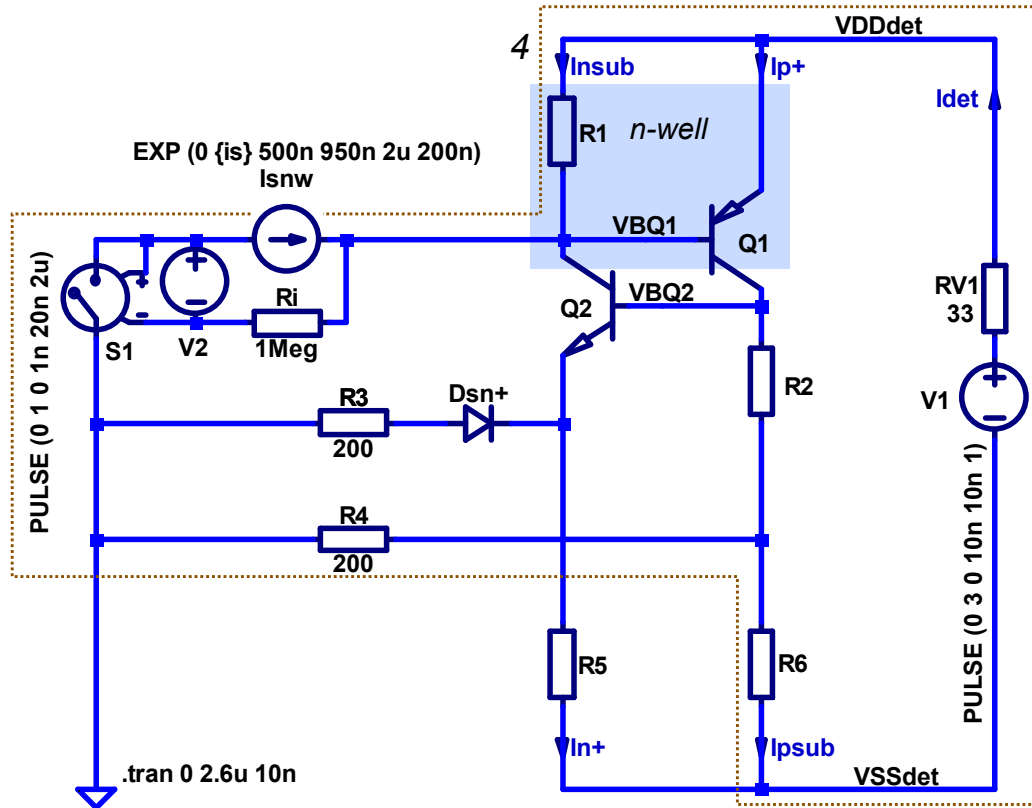 VDDdet
4
Insub
Ip+
Idet
R1
n-well
EXP (0 {is} 500n 950n 2u 200n)
Isnw
VBQ1
Q1
PULSE (0 1 0 1n 20n 2u)
+
-
S1
+
−
V2
Ri
1Meg
Q2
VBQ2
RV1
33
+
−
V1
R2
R3
200
Dsn+
R4
200
PULSE (0 3 0 10n 10n 1)
R5
R6
In+
Ipsub
.tran 0 2.6u 10n
VSSdet